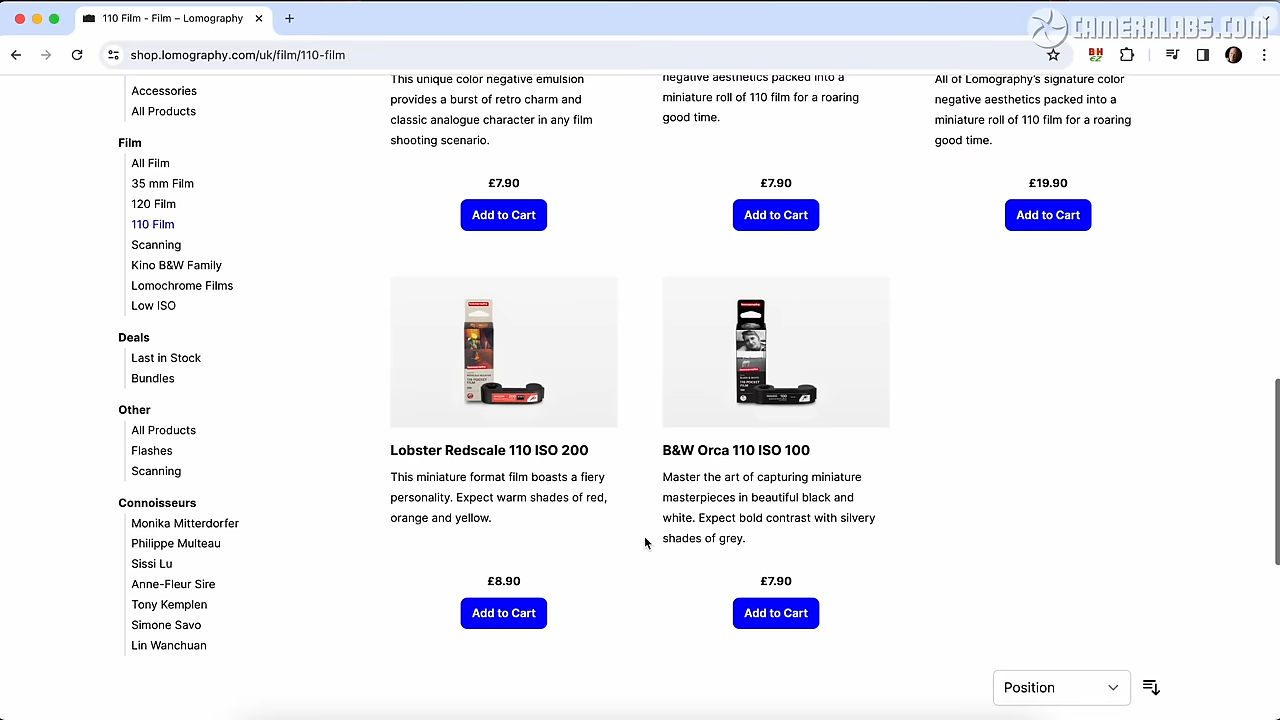 110 Film - Film – Lomography
CAMERALABS.COM
shop.lomography.com/uk/film/110-film
Accessories
All Products
Film
All Film
35 mm Film
120 Film
110 Film
Scanning
Kino B&W Family
Lomochrome Films
Low ISO
Deals
Last in Stock
Bundles
Other
All Products
Flashes
Scanning
Connoisseurs
Monika Mitterdorfer
Philippe Multeau
Sissi Lu
Anne-Fleur Sire
Tony Kemplen
Simone Savo
Lin Wanchuan
This unique color negative emulsion
provides a burst of retro charm and
classic analogue character in any film
shooting scenario.
£7.90
Add to Cart
negative aesthetics packed into a
miniature roll of 110 film for a roaring
good time.
£7.90
Add to Cart
All of Lomography's signature color
negative aesthetics packed into a
miniature roll of 110 film for a roaring
good time.
£19.90
Add to Cart
Lobster Redscale 110 ISO 200
This miniature format film boasts a fiery
personality. Expect warm shades of red,
orange and yellow.
£8.90
Add to Cart
B&W Orca 110 ISO 100
Master the art of capturing miniature
masterpieces in beautiful black and
white. Expect bold contrast with silvery
shades of grey.
£7.90
Add to Cart
Position